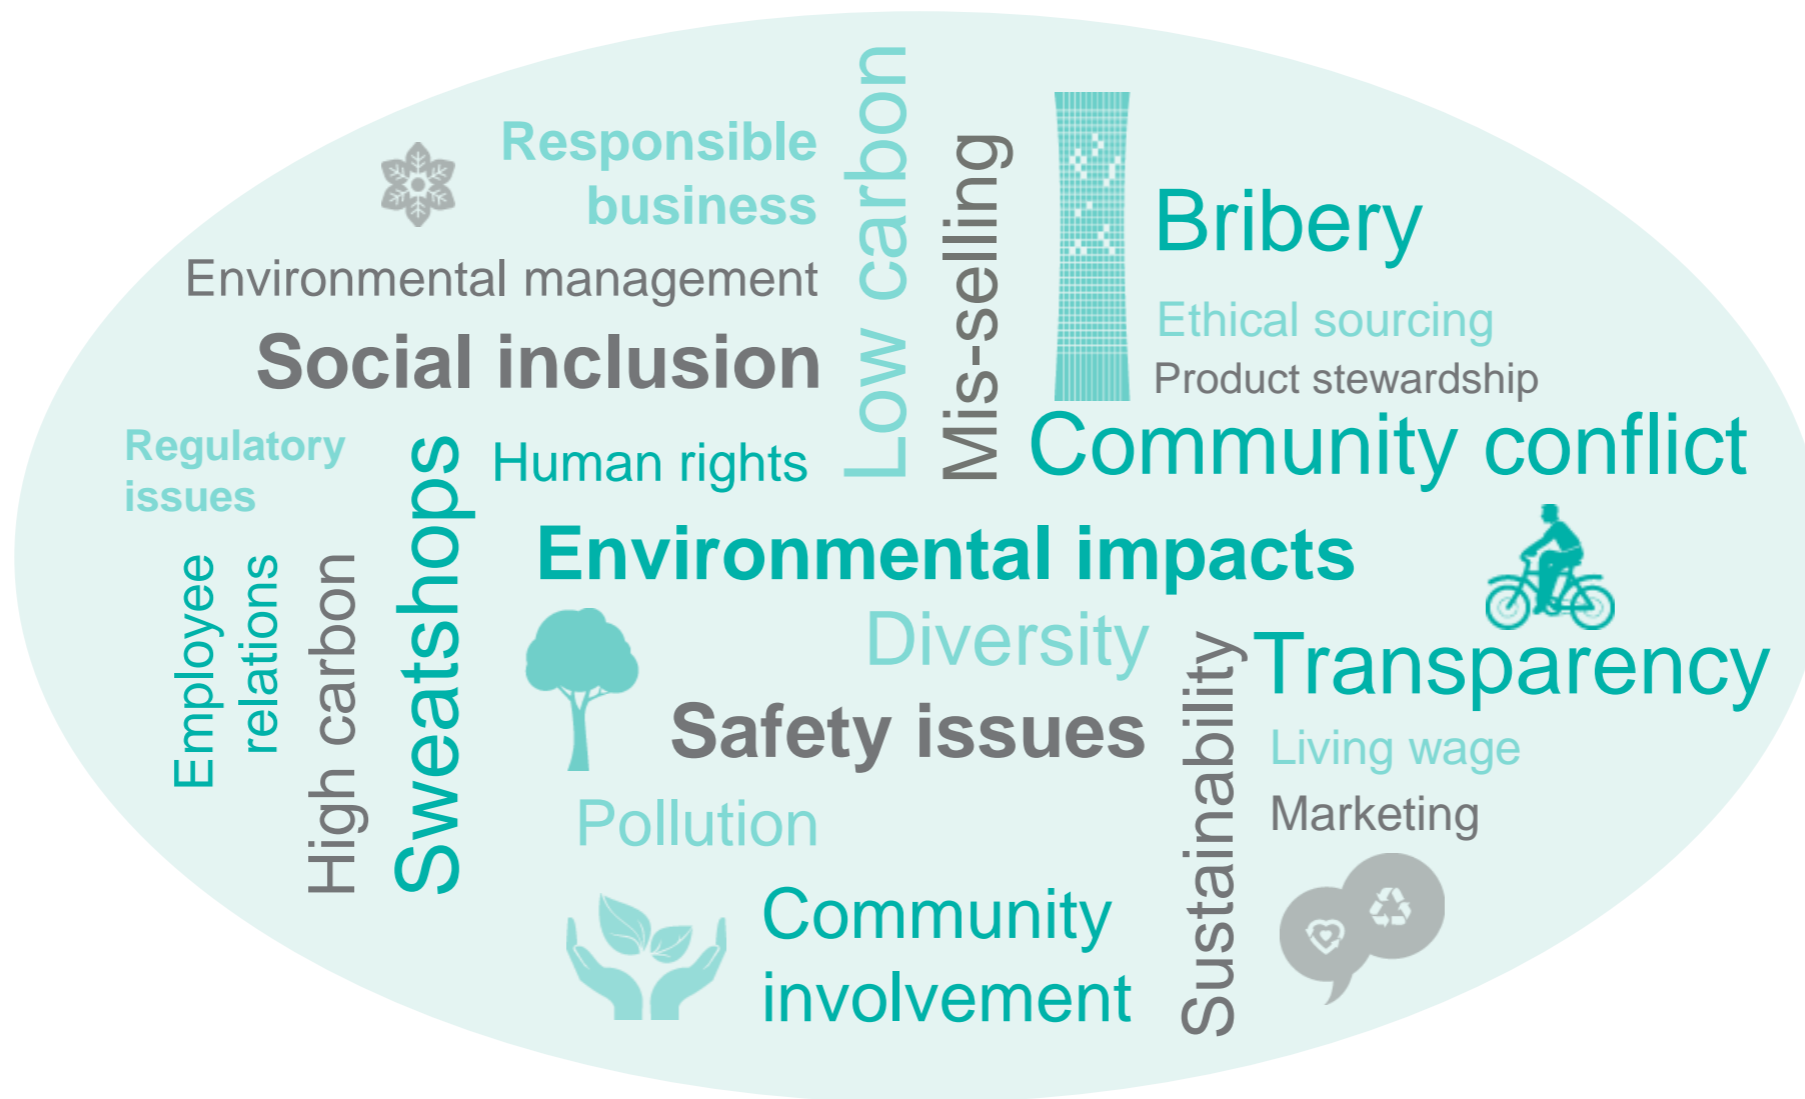 Responsible
business
Environmental management
Social inclusion
Low carbon
Mis-selling
Bribery
Ethical sourcing
Product stewardship
Community conflict
Regulatory
issues
Human rights
Sweatshops
Employee
relations
High carbon
Environmental impacts
Diversity
Safety issues
Pollution
Community
involvement
Sustainability
Transparency
Living wage
Marketing